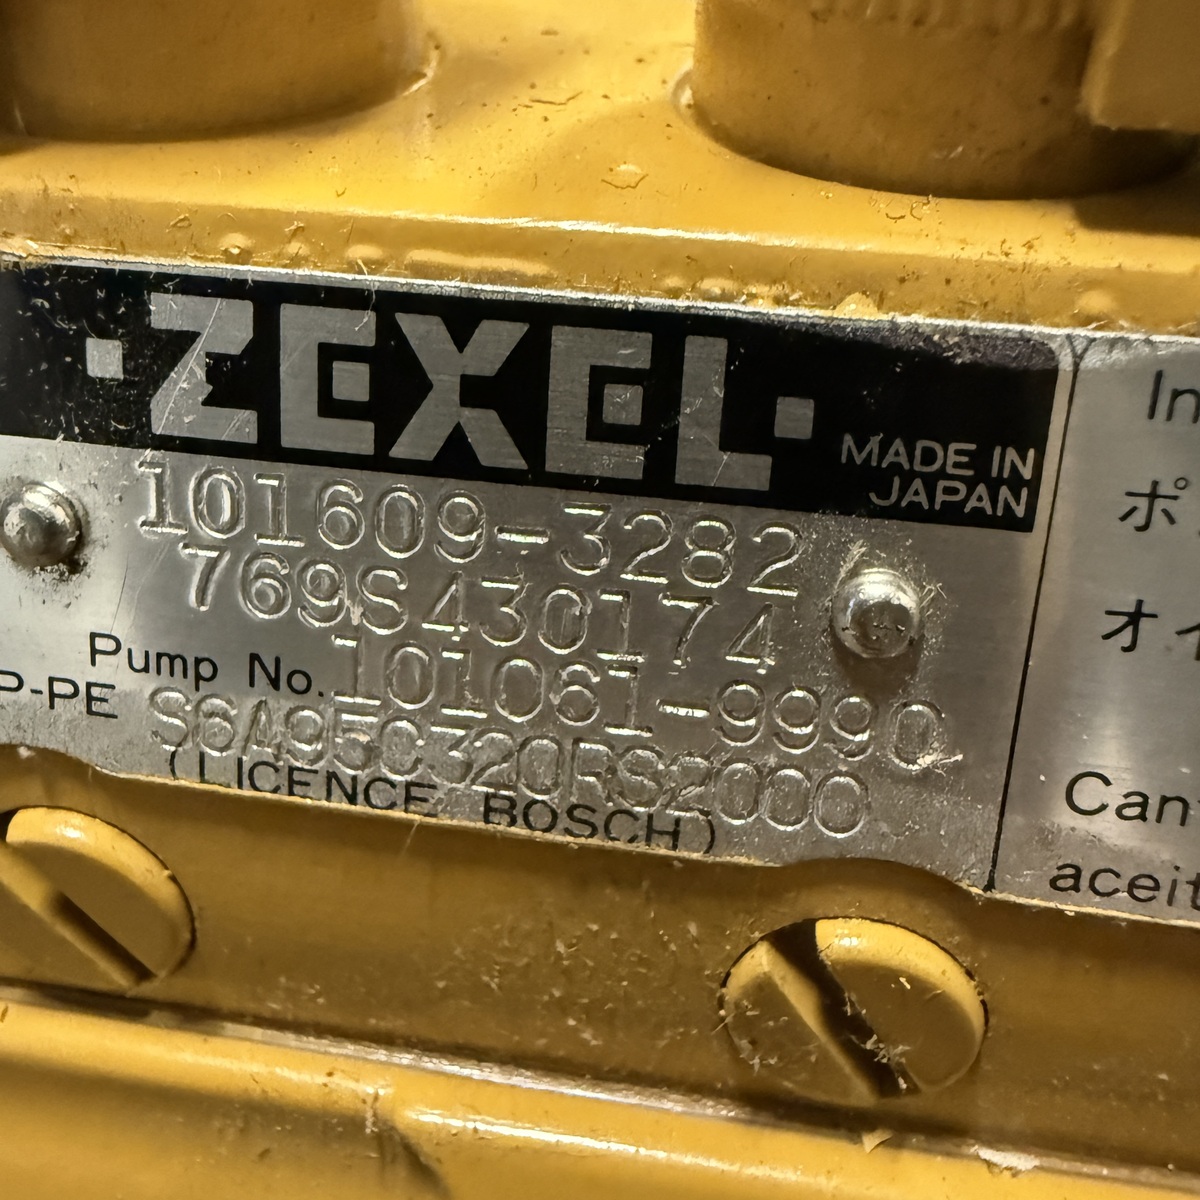 ZEXEL
MADE IN
JAPAN
101609-3282
769S430174
Pump No. 101061-9990
P-PE S6A95C320RS2000
(LICENCE BOSCH)
In
ポ
オイ
Can
aceit